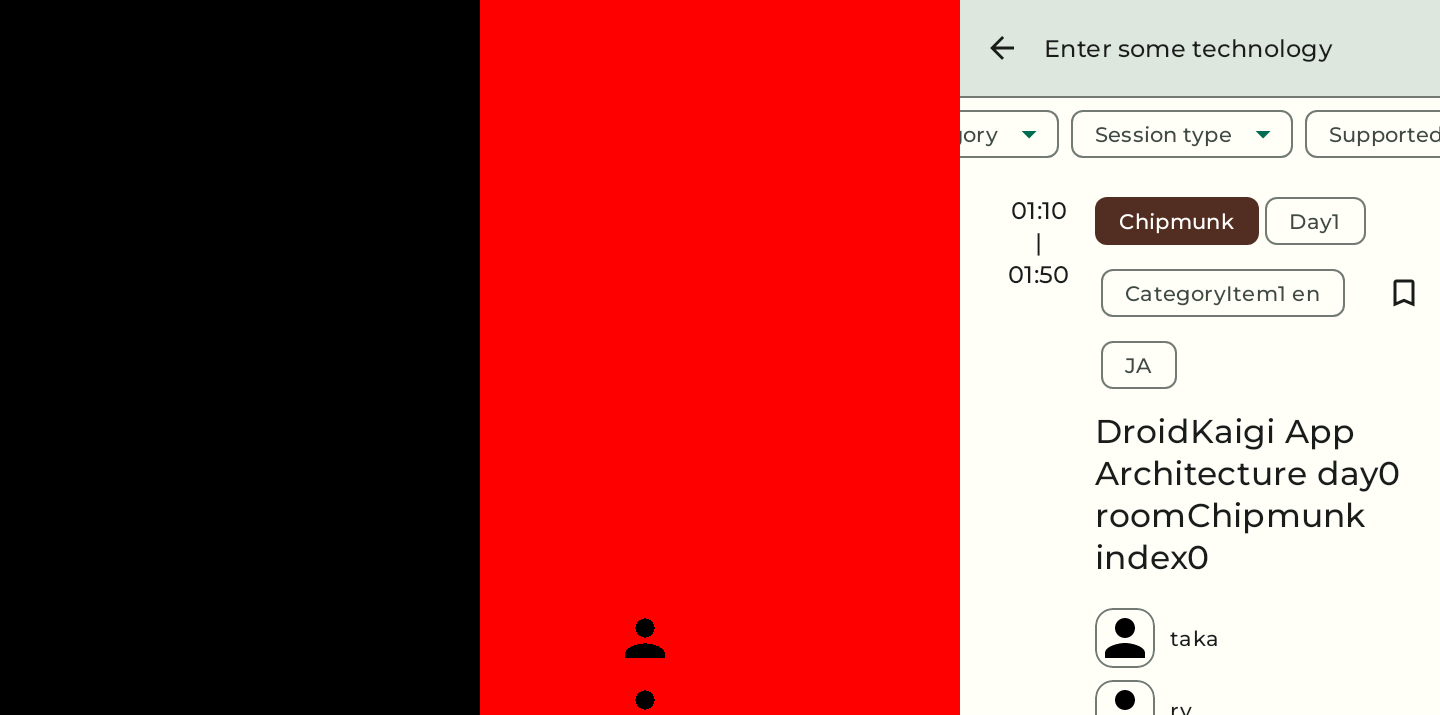 Enter some technology
gory
Session type
Supported
01:10
|
01:50
Chipmunk
Day1
CategoryItem1 en
JA
DroidKaigi App
Architecture day0
roomChipmunk
index0
taka
ry